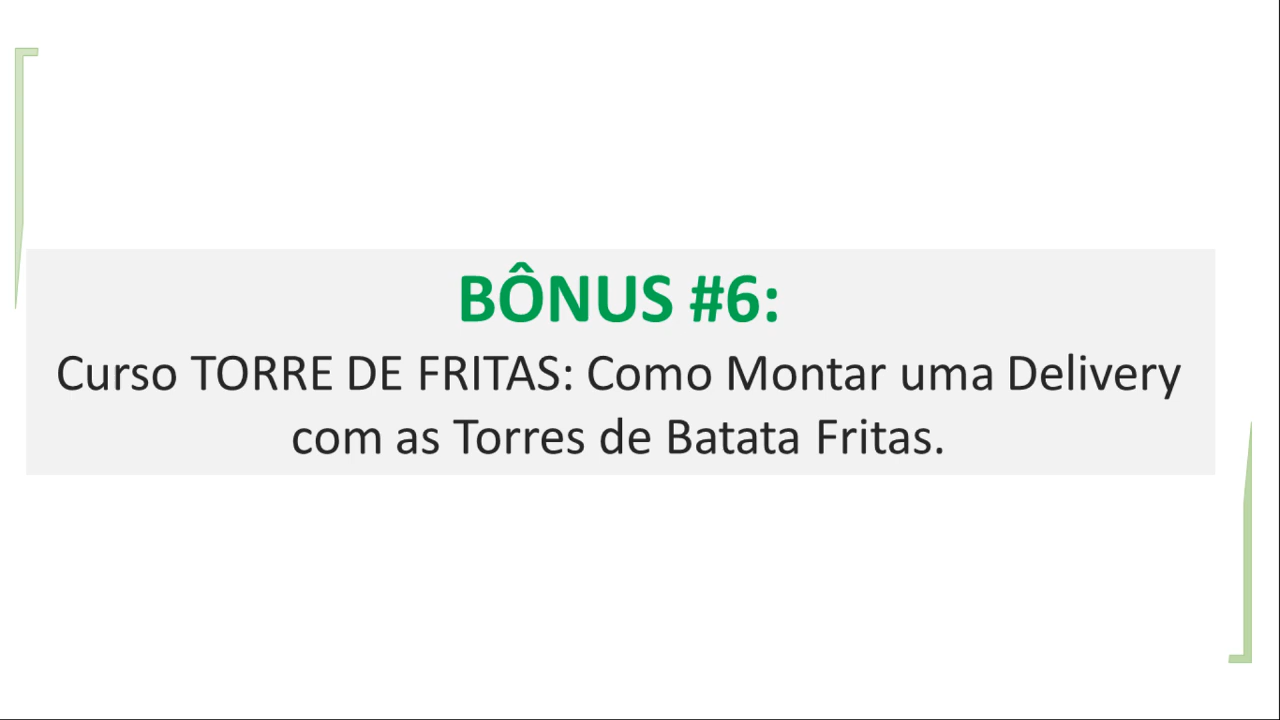 BÔNUS #6:
Curso TORRE DE FRITAS: Como Montar uma Delivery
com as Torres de Batata Fritas.